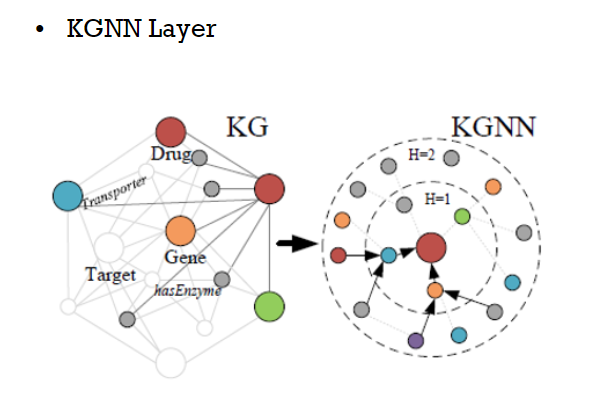 • KGNN Layer
KG
KGNN
Drug
H=2
Transporter
H=1
Gene
Target
hasEnzyme